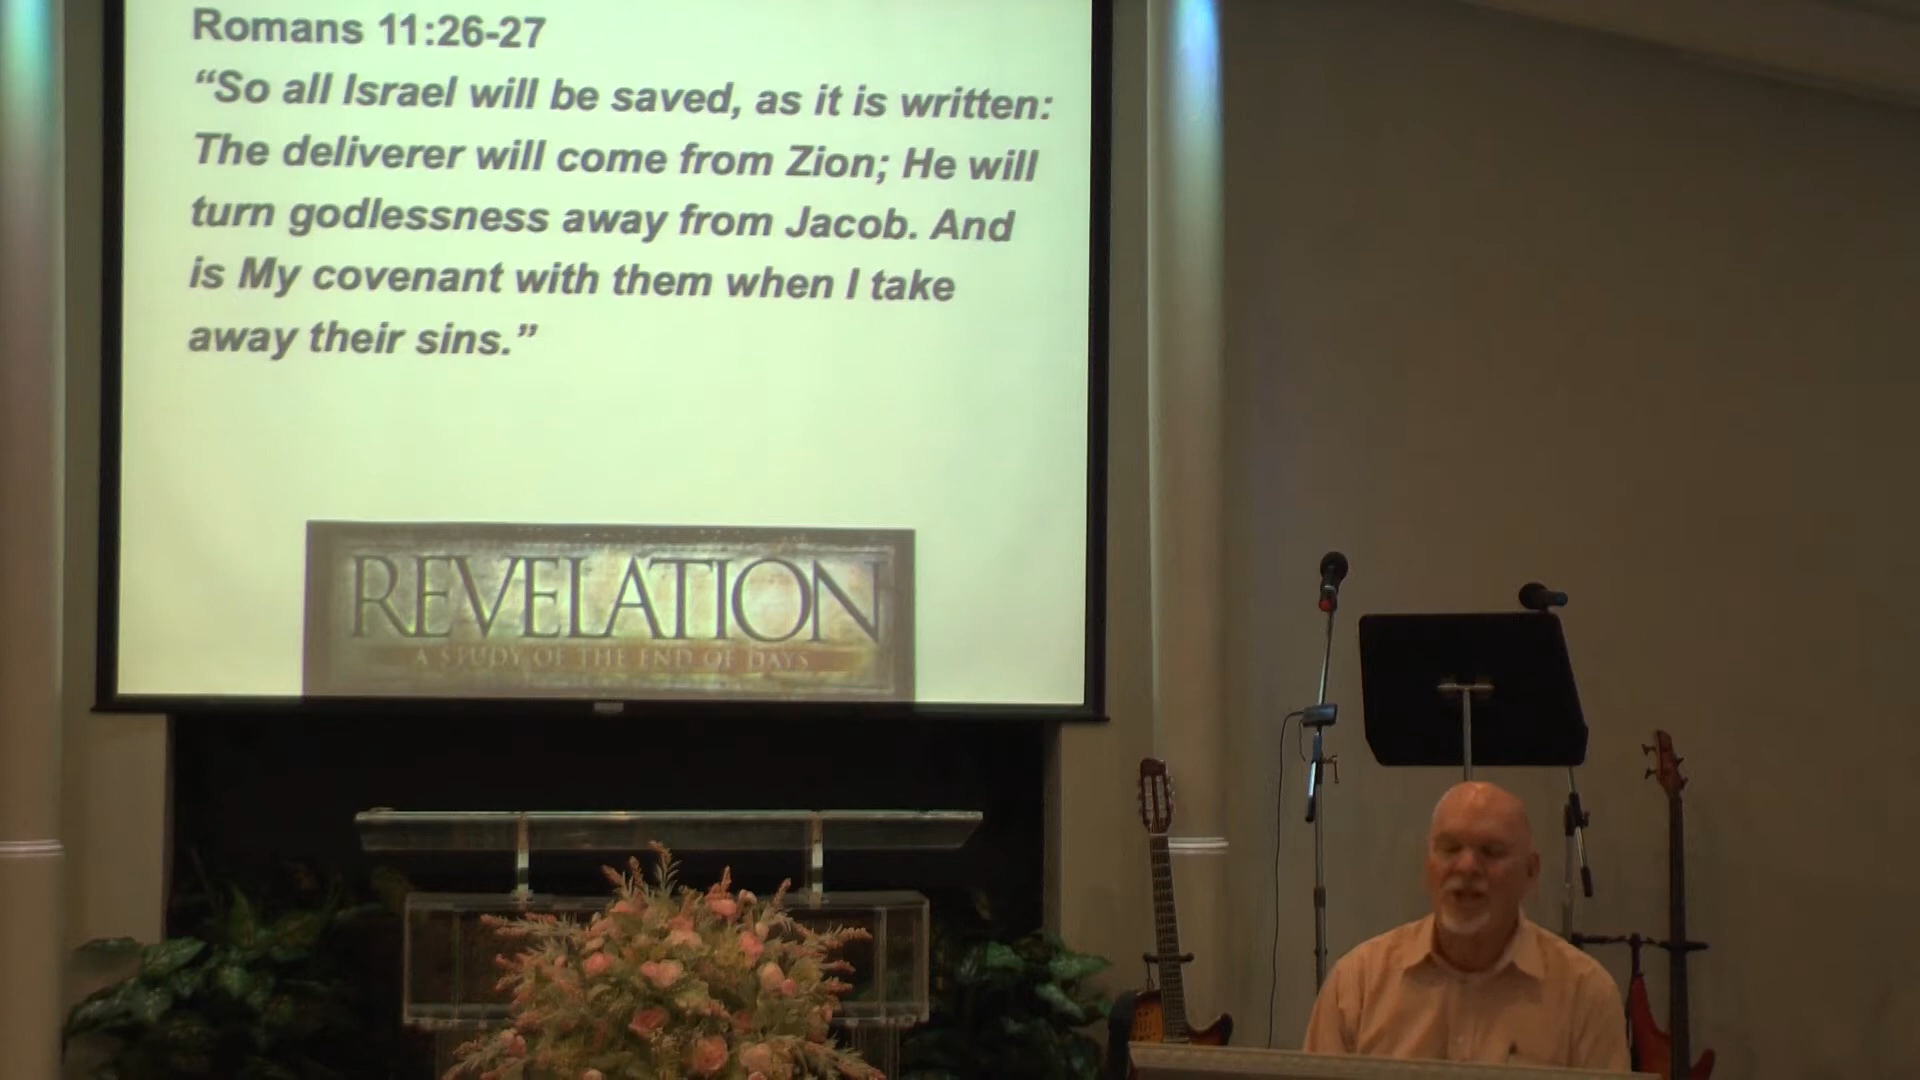 Romans 11:26-27
“So all Israel will be saved, as it is written:
The deliverer will come from Zion; He will
turn godlessness away from Jacob. And
is My covenant with them when I take
away their sins.”
REVELATION
A STUDY OF THE END OF DAYS